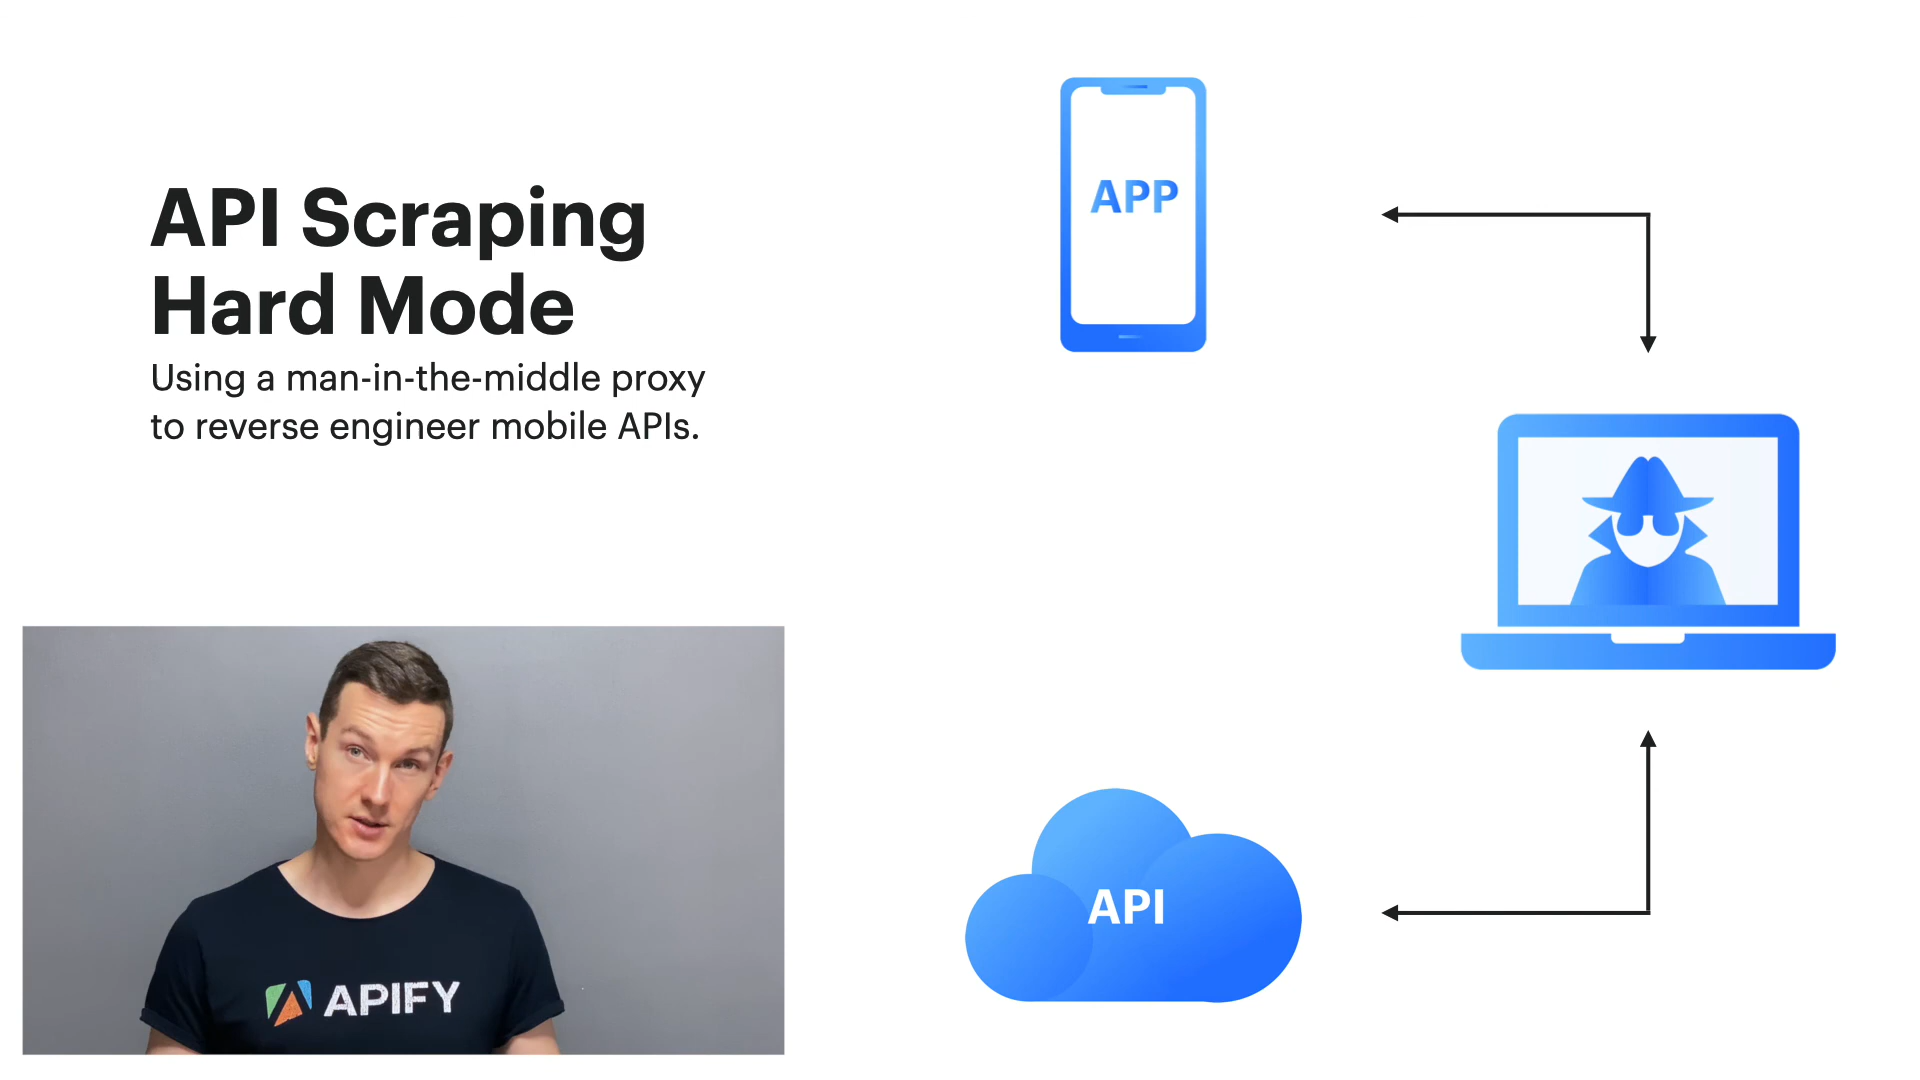 API Scraping
Hard Mode
Using a man-in-the-middle proxy
to reverse engineer mobile APIs.
APP
API
APIFY